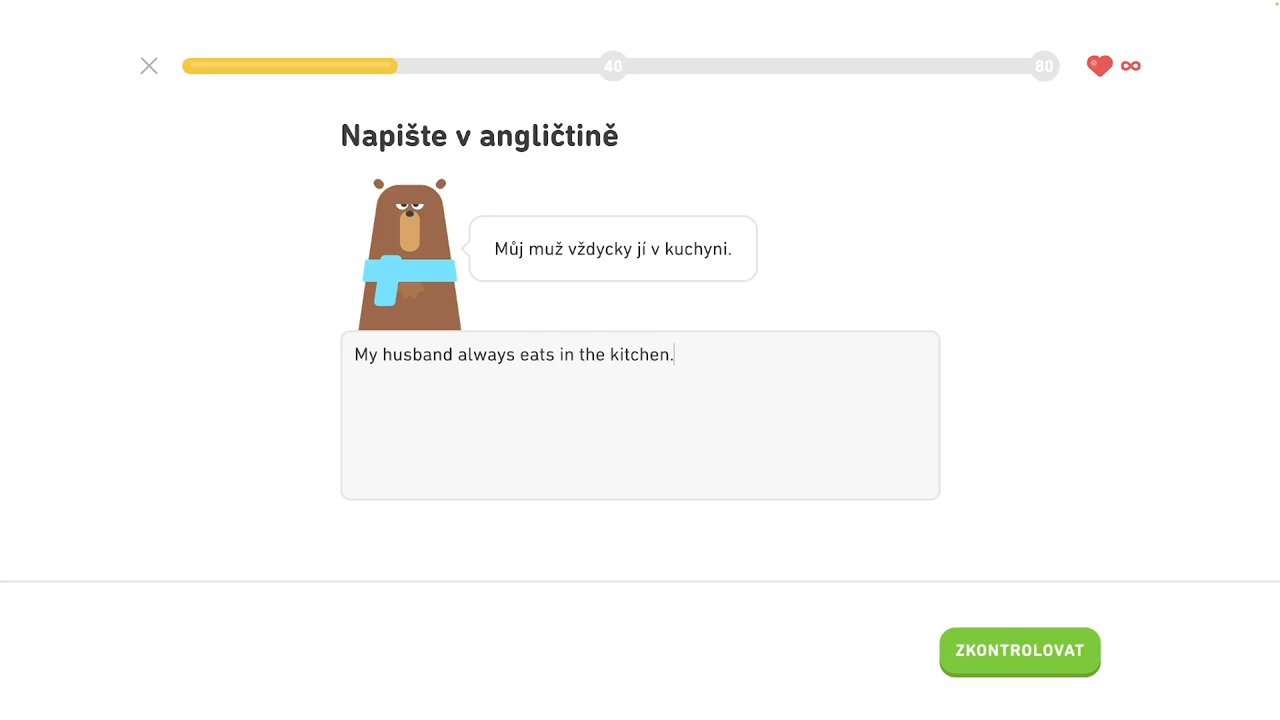 40
80
∞
Napište v angličtině
Můj muž vždycky jí v kuchyni.
My husband always eats in the kitchen.
ZKONTROLOVAT